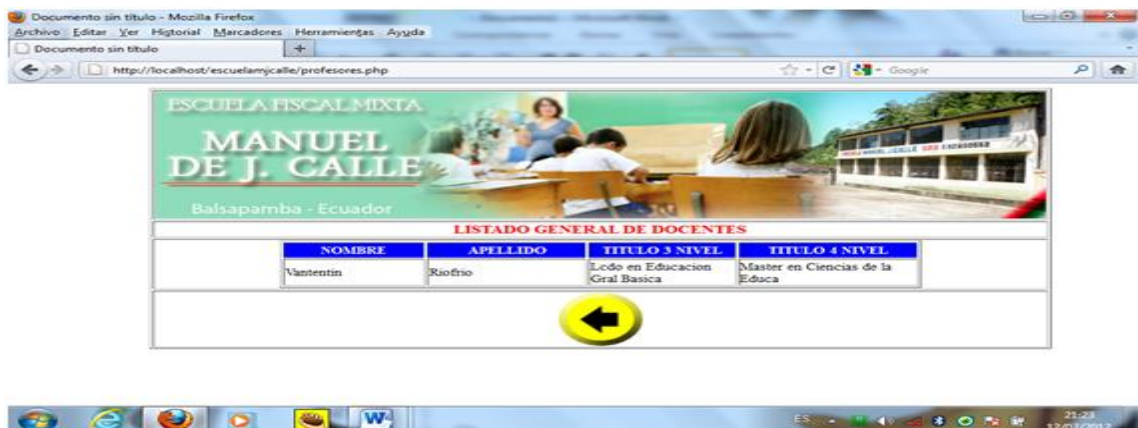 Documento sin título - Mozilla Firefox
Archivo Editar Ver Historial Marcadores Herramientas Ayuda
Documento sin título
http://localhost/escuelamjcalle/profesores.php
Google
ESCUELA FISCAL MIXTA
MANUEL
DE J. CALLE
Balsapamba - Ecuador
LISTADO GENERAL DE DOCENTES
NOMBRE APELLIDO TITULO 3 NIVEL TITULO 4 NIVEL
Vantentin Riofrio Lcdo en Educacion Gral Basica Master en Ciencias de la Educa
ES
21:23
12/07/2012